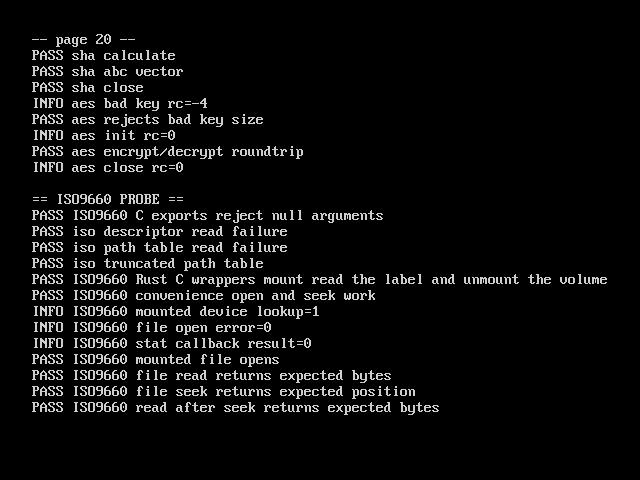 -- page 20 --
PASS sha calculate
PASS sha abc vector
PASS sha close
INFO aes bad key rc=-4
PASS aes rejects bad key size
INFO aes init rc=0
PASS aes encrypt/decrypt roundtrip
INFO aes close rc=0
== ISO9660 PROBE ==
PASS ISO9660 C exports reject null arguments
PASS iso descriptor read failure
PASS iso path table read failure
PASS iso truncated path table
PASS ISO9660 Rust C wrappers mount read the label and unmount the volume
PASS ISO9660 convenience open and seek work
INFO ISO9660 mounted device lookup=1
INFO ISO9660 file open error=0
INFO ISO9660 stat callback result=0
PASS ISO9660 mounted file opens
PASS ISO9660 file read returns expected bytes
PASS ISO9660 file seek returns expected position
PASS ISO9660 read after seek returns expected bytes